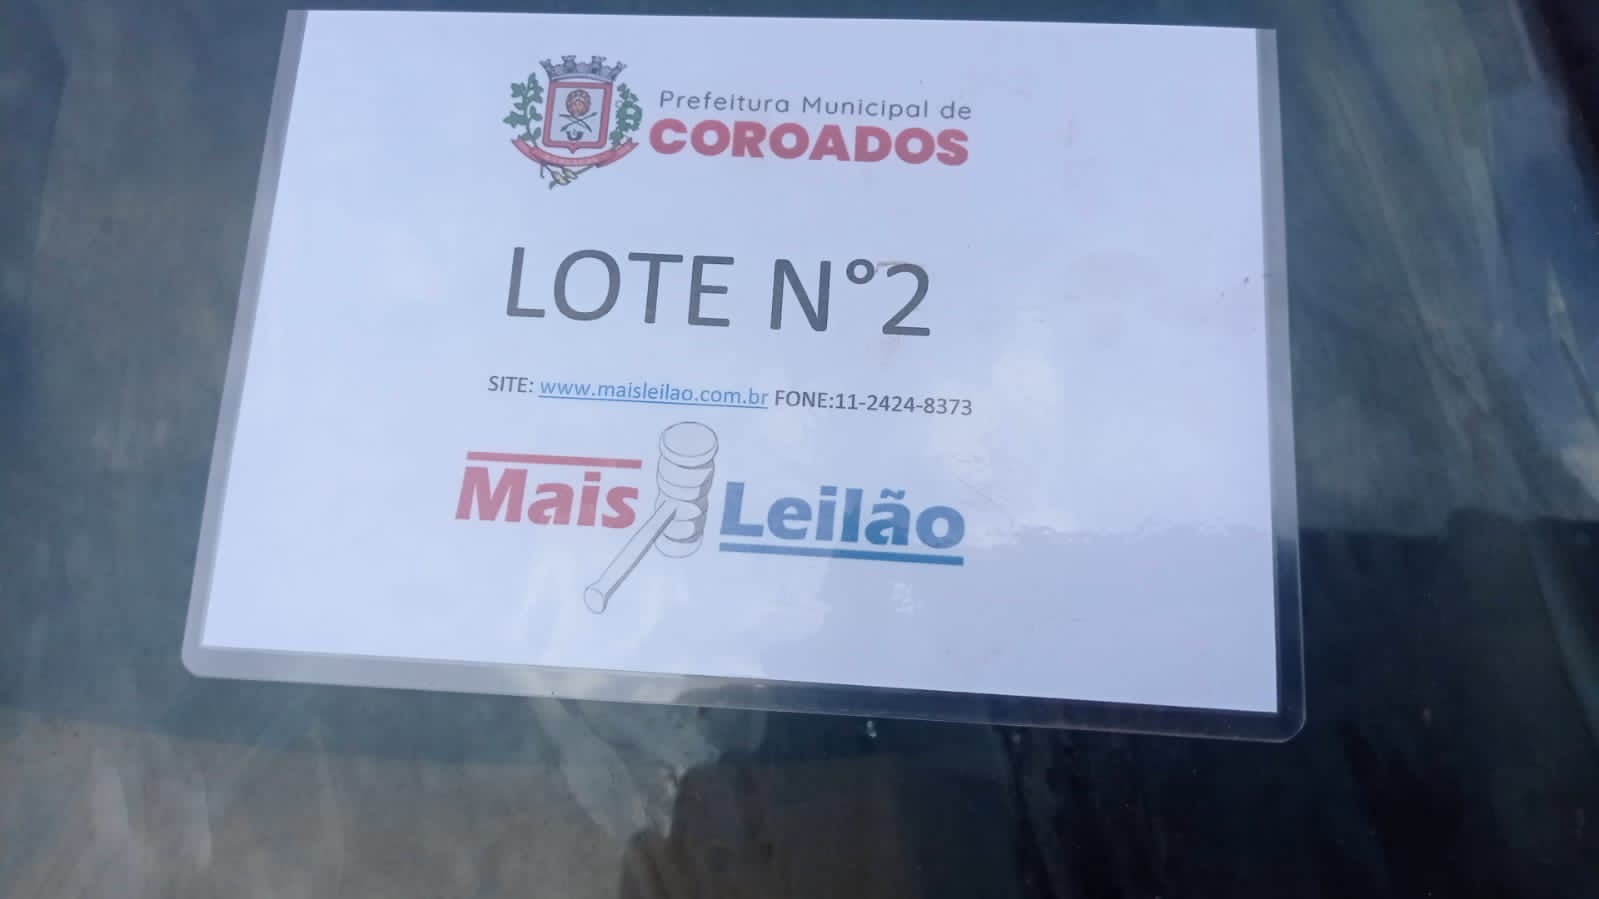 Prefeitura Municipal de
COROADOS
LOTE N°2
SITE: www.maisleilao.com.br FONE:11-2424-8373
Mais Leilão